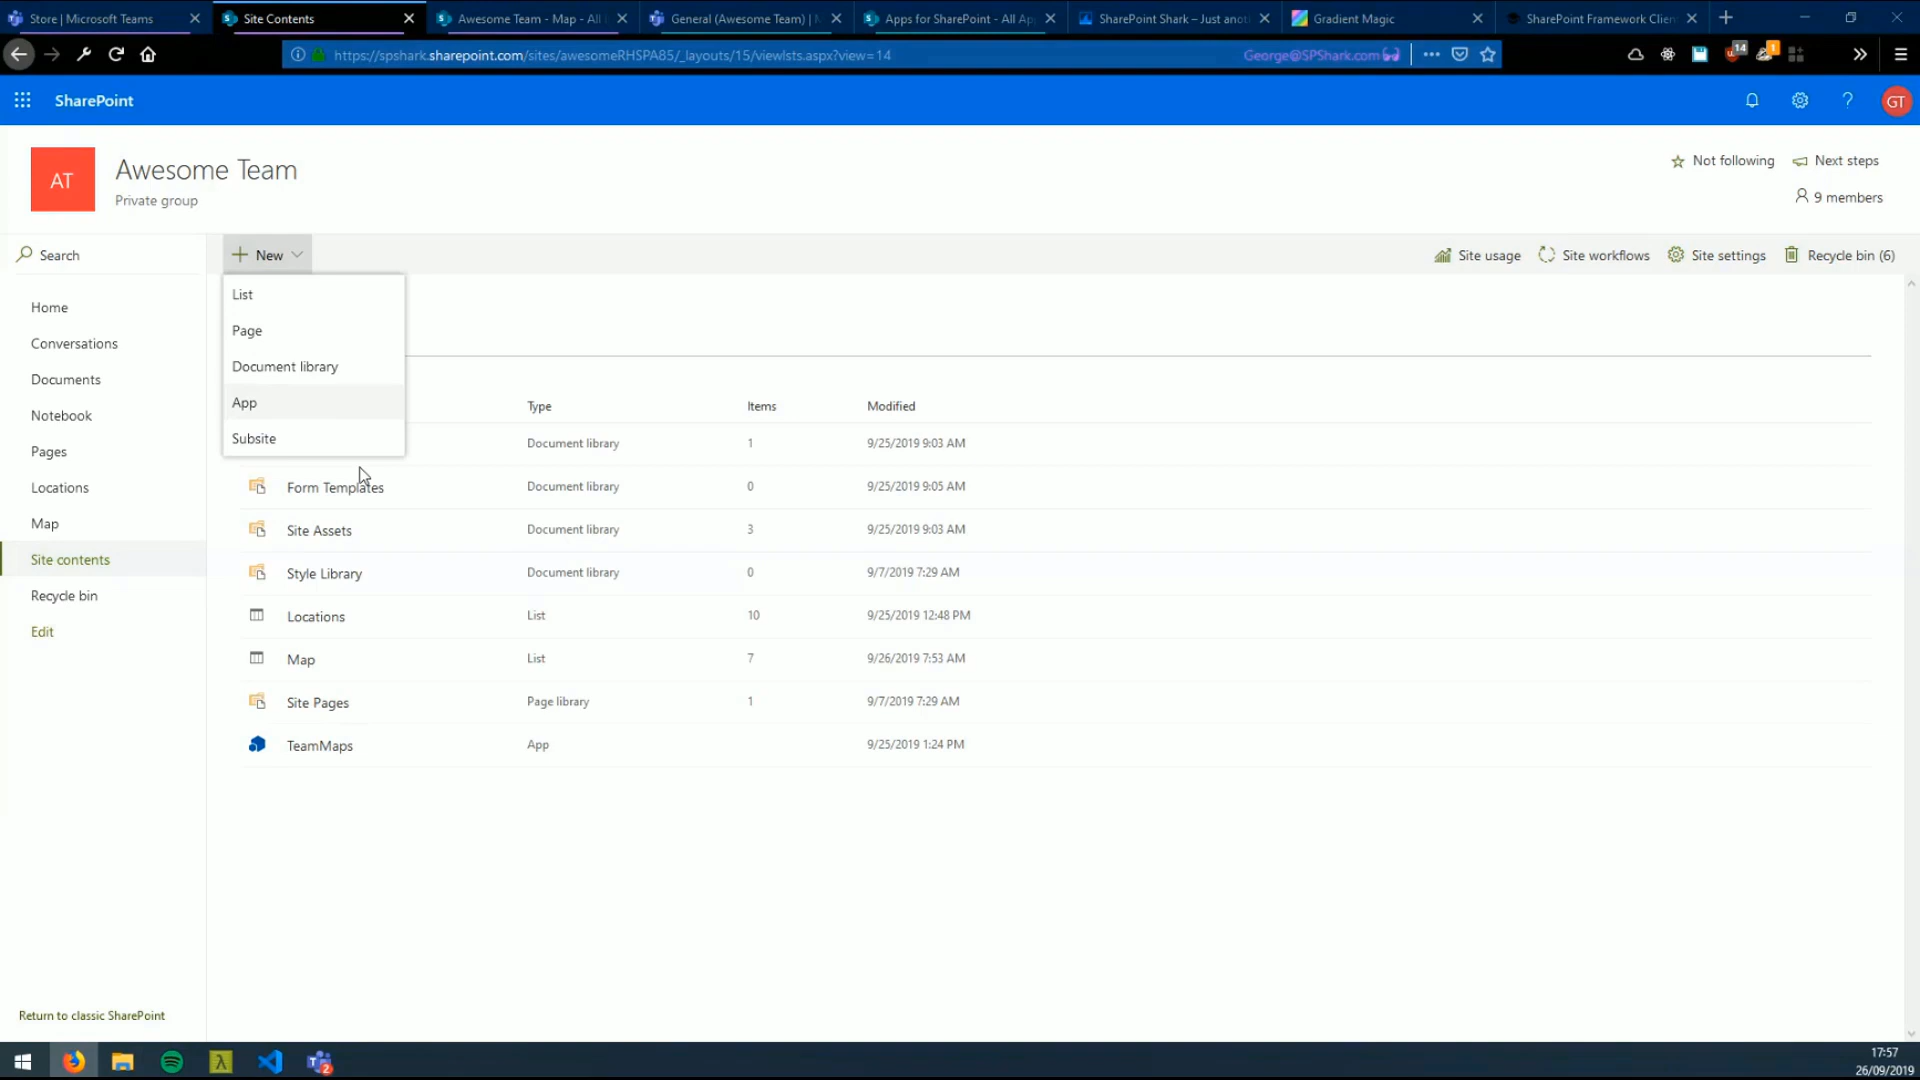 Store | Microsoft Teams
Site Contents
Awesome Team - Map - All I
General (Awesome Team) | M
Apps for SharePoint - All Ap
SharePoint Shark – Just anot
Gradient Magic
SharePoint Framework Clien
https://spshark.sharepoint.com/sites/awesomeRHSPA85/_layouts/15/viewlsts.aspx?view=14
George@SPShark.com
14
1
SharePoint
GT
AT
Awesome Team
Private group
Not following
Next steps
9 members
Search
New
Site usage
Site workflows
Site settings
Recycle bin (6)
Home
Conversations
Documents
Notebook
Pages
Locations
Map
Site contents
Recycle bin
Edit
Return to classic SharePoint
List
Page
Document library
App
Subsite
Type Items Modified
Document library 1 9/25/2019 9:03 AM
Form Templates Document library 0 9/25/2019 9:05 AM
Site Assets Document library 3 9/25/2019 9:03 AM
Style Library Document library 0 9/7/2019 7:29 AM
Locations List 10 9/25/2019 12:48 PM
Map List 7 9/26/2019 7:53 AM
Site Pages Page library 1 9/7/2019 7:29 AM
TeamMaps App 9/25/2019 1:24 PM
2
17:57
26/09/2019